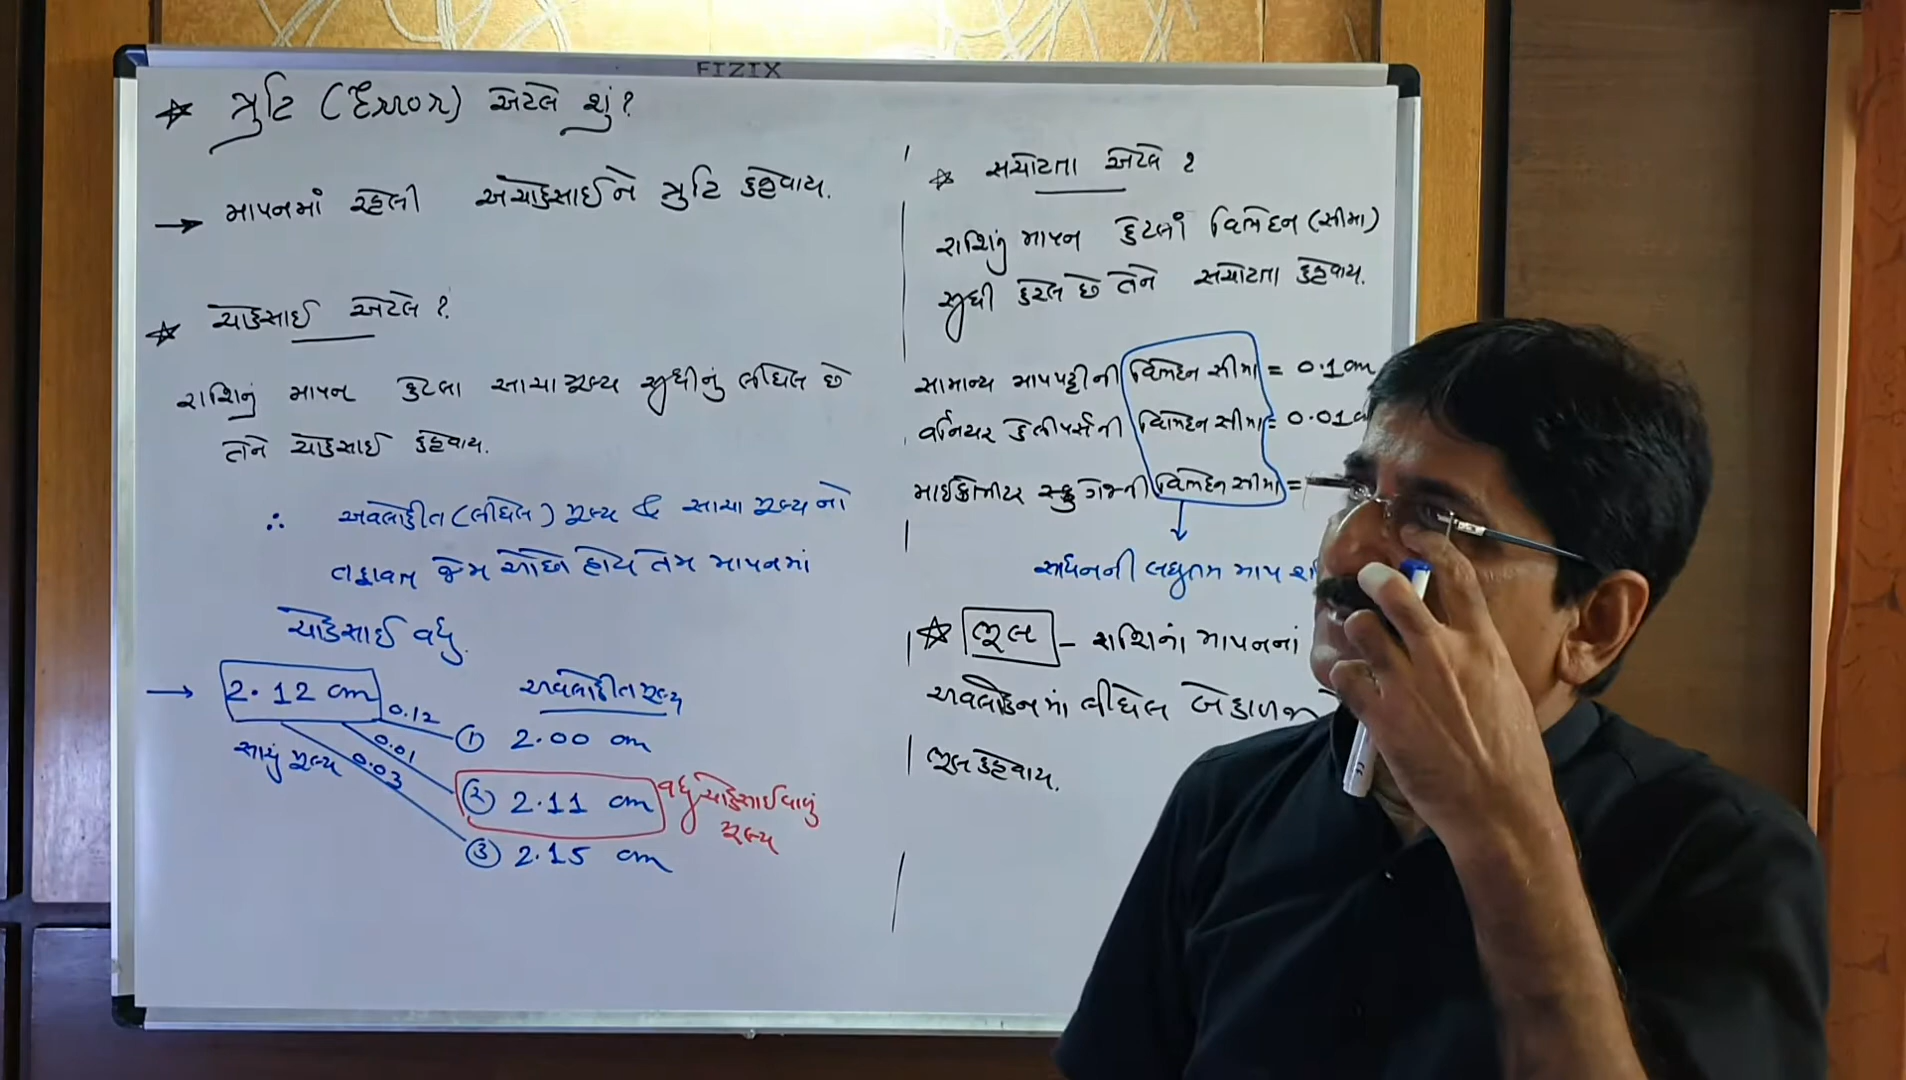 FIZIX
★ ત્રુટિ (Error) એટલે શું?
→ માપનમાં રહેલી અચોકસાઈને ત્રુટિ કહેવાય.
★ ચોકસાઈ એટલે ?
રાશિનું માપન કેટલા સાચા મૂલ્ય સુધીનું લીધેલ છે
તેને ચોકસાઈ કહેવાય.
∴ અવલોકીત (લીધેલ) મૂલ્ય & સાચા મૂલ્ય નો
તફાવત જેમ ઓછો હોય તેમ માપનમાં
ચોકસાઈ વધુ.
→ 2.12 cm
સાચું મૂલ્ય
અવલોકીત મૂલ્ય
0.12 ① 2.00 cm
0.01 ② 2.11 cm વધુ ચોકસાઈવાળું
મૂલ્ય
0.03 ③ 2.15 cm
★ સચોટતા એટલે ?
રાશિનું માપન કેટલાં વિભેદન (સીમા)
સુધી કરેલ છે તેને સચોટતા કહેવાય.
સામાન્ય માપપટ્ટીની વિભેદન સીમા = 0.1 cm
વર્નિયર કેલીપર્સની વિભેદન સીમા = 0.01
માઈક્રોમીટર સ્ક્રુ ગેજની વિભેદન સીમા =
↓
સાધનની લઘુત્તમ માપ
★ ભૂલ – રાશિનાં માપનનાં
અવલોકનમાં લીધેલ બેકાળજી
ભૂલ કહેવાય.